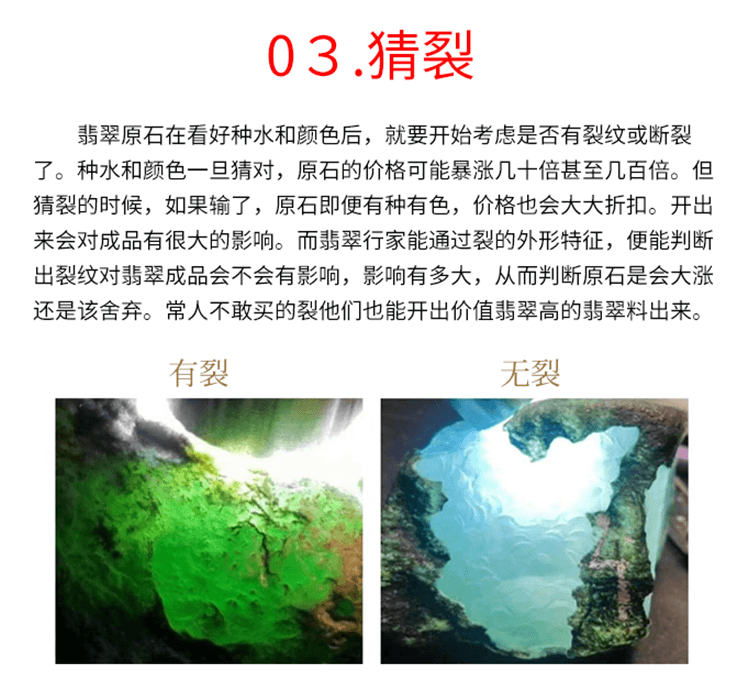 03.猜裂
翡翠原石在看好种水和颜色后，就要开始考虑是否有裂纹或断裂
了。种水和颜色一旦猜对，原石的价格可能暴涨几十倍甚至几百倍。但
猜裂的时候，如果输了，原石即便有种有色，价格也会大大折扣。开出
来会对成品有很大的影响。而翡翠行家能通过裂的外形特征，便能判断
出裂纹对翡翠成品会不会有影响，影响有多大，从而判断原石是会大涨
还是该舍弃。常人不敢买的裂他们也能开出价值翡翠高的翡翠料出来。
有裂
无裂